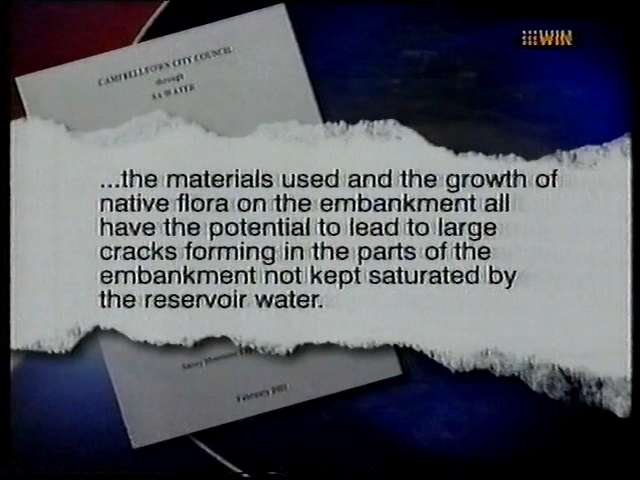 WIN
CAMPBELLTOWN CITY COUNCIL
through
SA WATER
...the materials used and the growth of
native flora on the embankment all
have the potential to lead to large
cracks forming in the parts of the
embankment not kept saturated by
the reservoir water.
February 2001